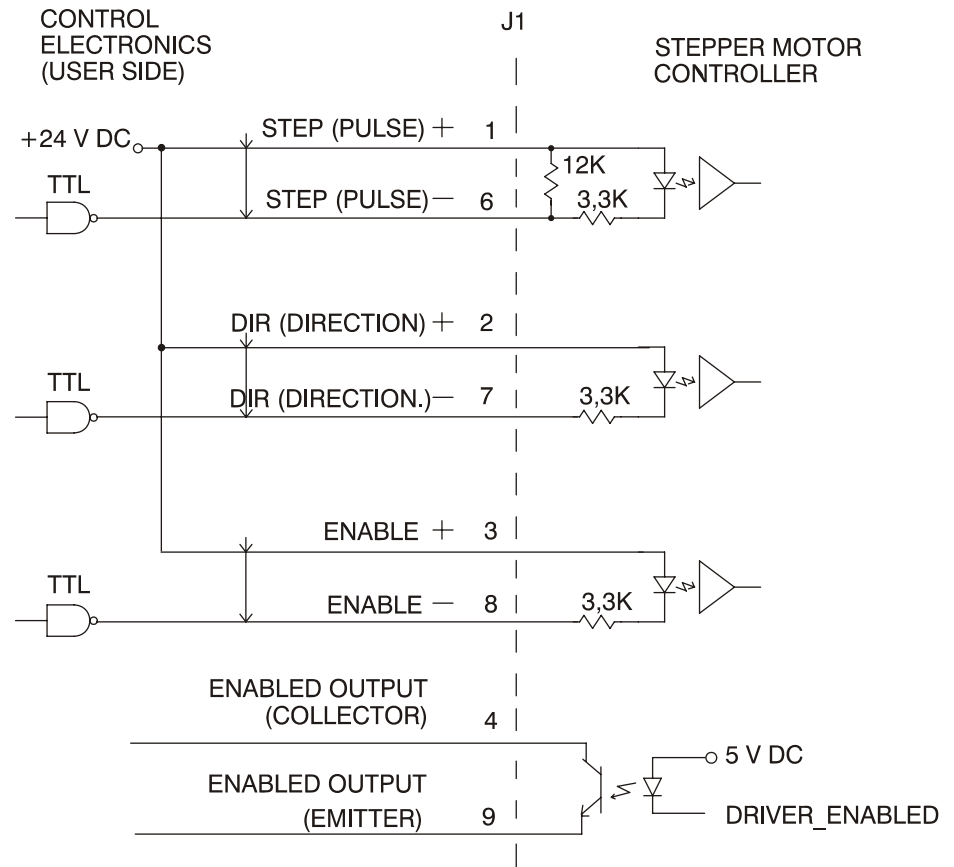 CONTROL
ELECTRONICS
(USER SIDE)
J1
STEPPER MOTOR
CONTROLLER
+24 V DC
STEP (PULSE) + 1
12K
TTL
STEP (PULSE) − 6
3,3K
DIR (DIRECTION) + 2
TTL
DIR (DIRECTION.) − 7
3,3K
ENABLE + 3
TTL
ENABLE − 8
3,3K
ENABLED OUTPUT
(COLLECTOR) 4
5 V DC
ENABLED OUTPUT
(EMITTER) 9
DRIVER_ENABLED